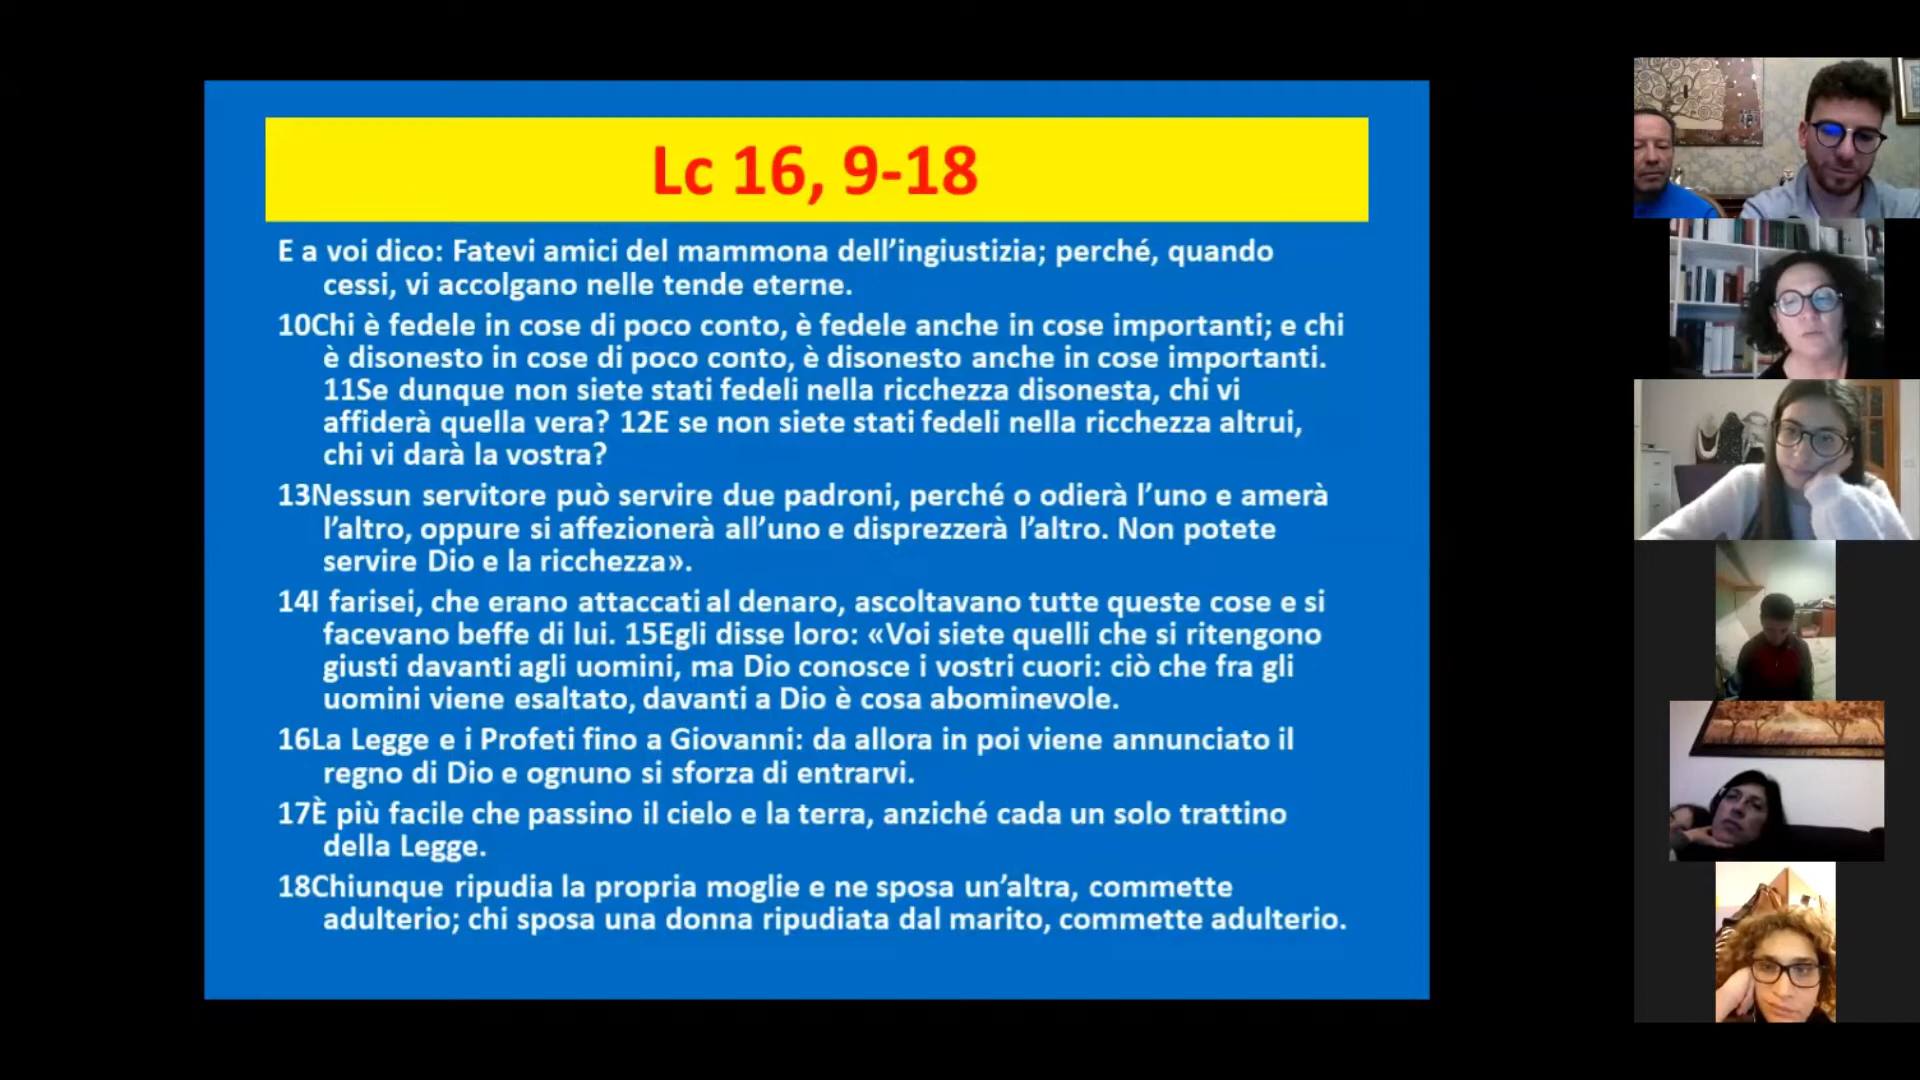 Lc 16, 9-18
E a voi dico: Fatevi amici del mammona dell’ingiustizia; perché, quando
cessi, vi accolgano nelle tende eterne.
10Chi è fedele in cose di poco conto, è fedele anche in cose importanti; e chi
è disonesto in cose di poco conto, è disonesto anche in cose importanti.
11Se dunque non siete stati fedeli nella ricchezza disonesta, chi vi
affiderà quella vera? 12E se non siete stati fedeli nella ricchezza altrui,
chi vi darà la vostra?
13Nessun servitore può servire due padroni, perché o odierà l’uno e amerà
l’altro, oppure si affezionerà all’uno e disprezzerà l’altro. Non potete
servire Dio e la ricchezza».
14I farisei, che erano attaccati al denaro, ascoltavano tutte queste cose e si
facevano beffe di lui. 15Egli disse loro: «Voi siete quelli che si ritengono
giusti davanti agli uomini, ma Dio conosce i vostri cuori: ciò che fra gli
uomini viene esaltato, davanti a Dio è cosa abominevole.
16La Legge e i Profeti fino a Giovanni: da allora in poi viene annunciato il
regno di Dio e ognuno si sforza di entrarvi.
17È più facile che passino il cielo e la terra, anziché cada un solo trattino
della Legge.
18Chiunque ripudia la propria moglie e ne sposa un’altra, commette
adulterio; chi sposa una donna ripudiata dal marito, commette adulterio.